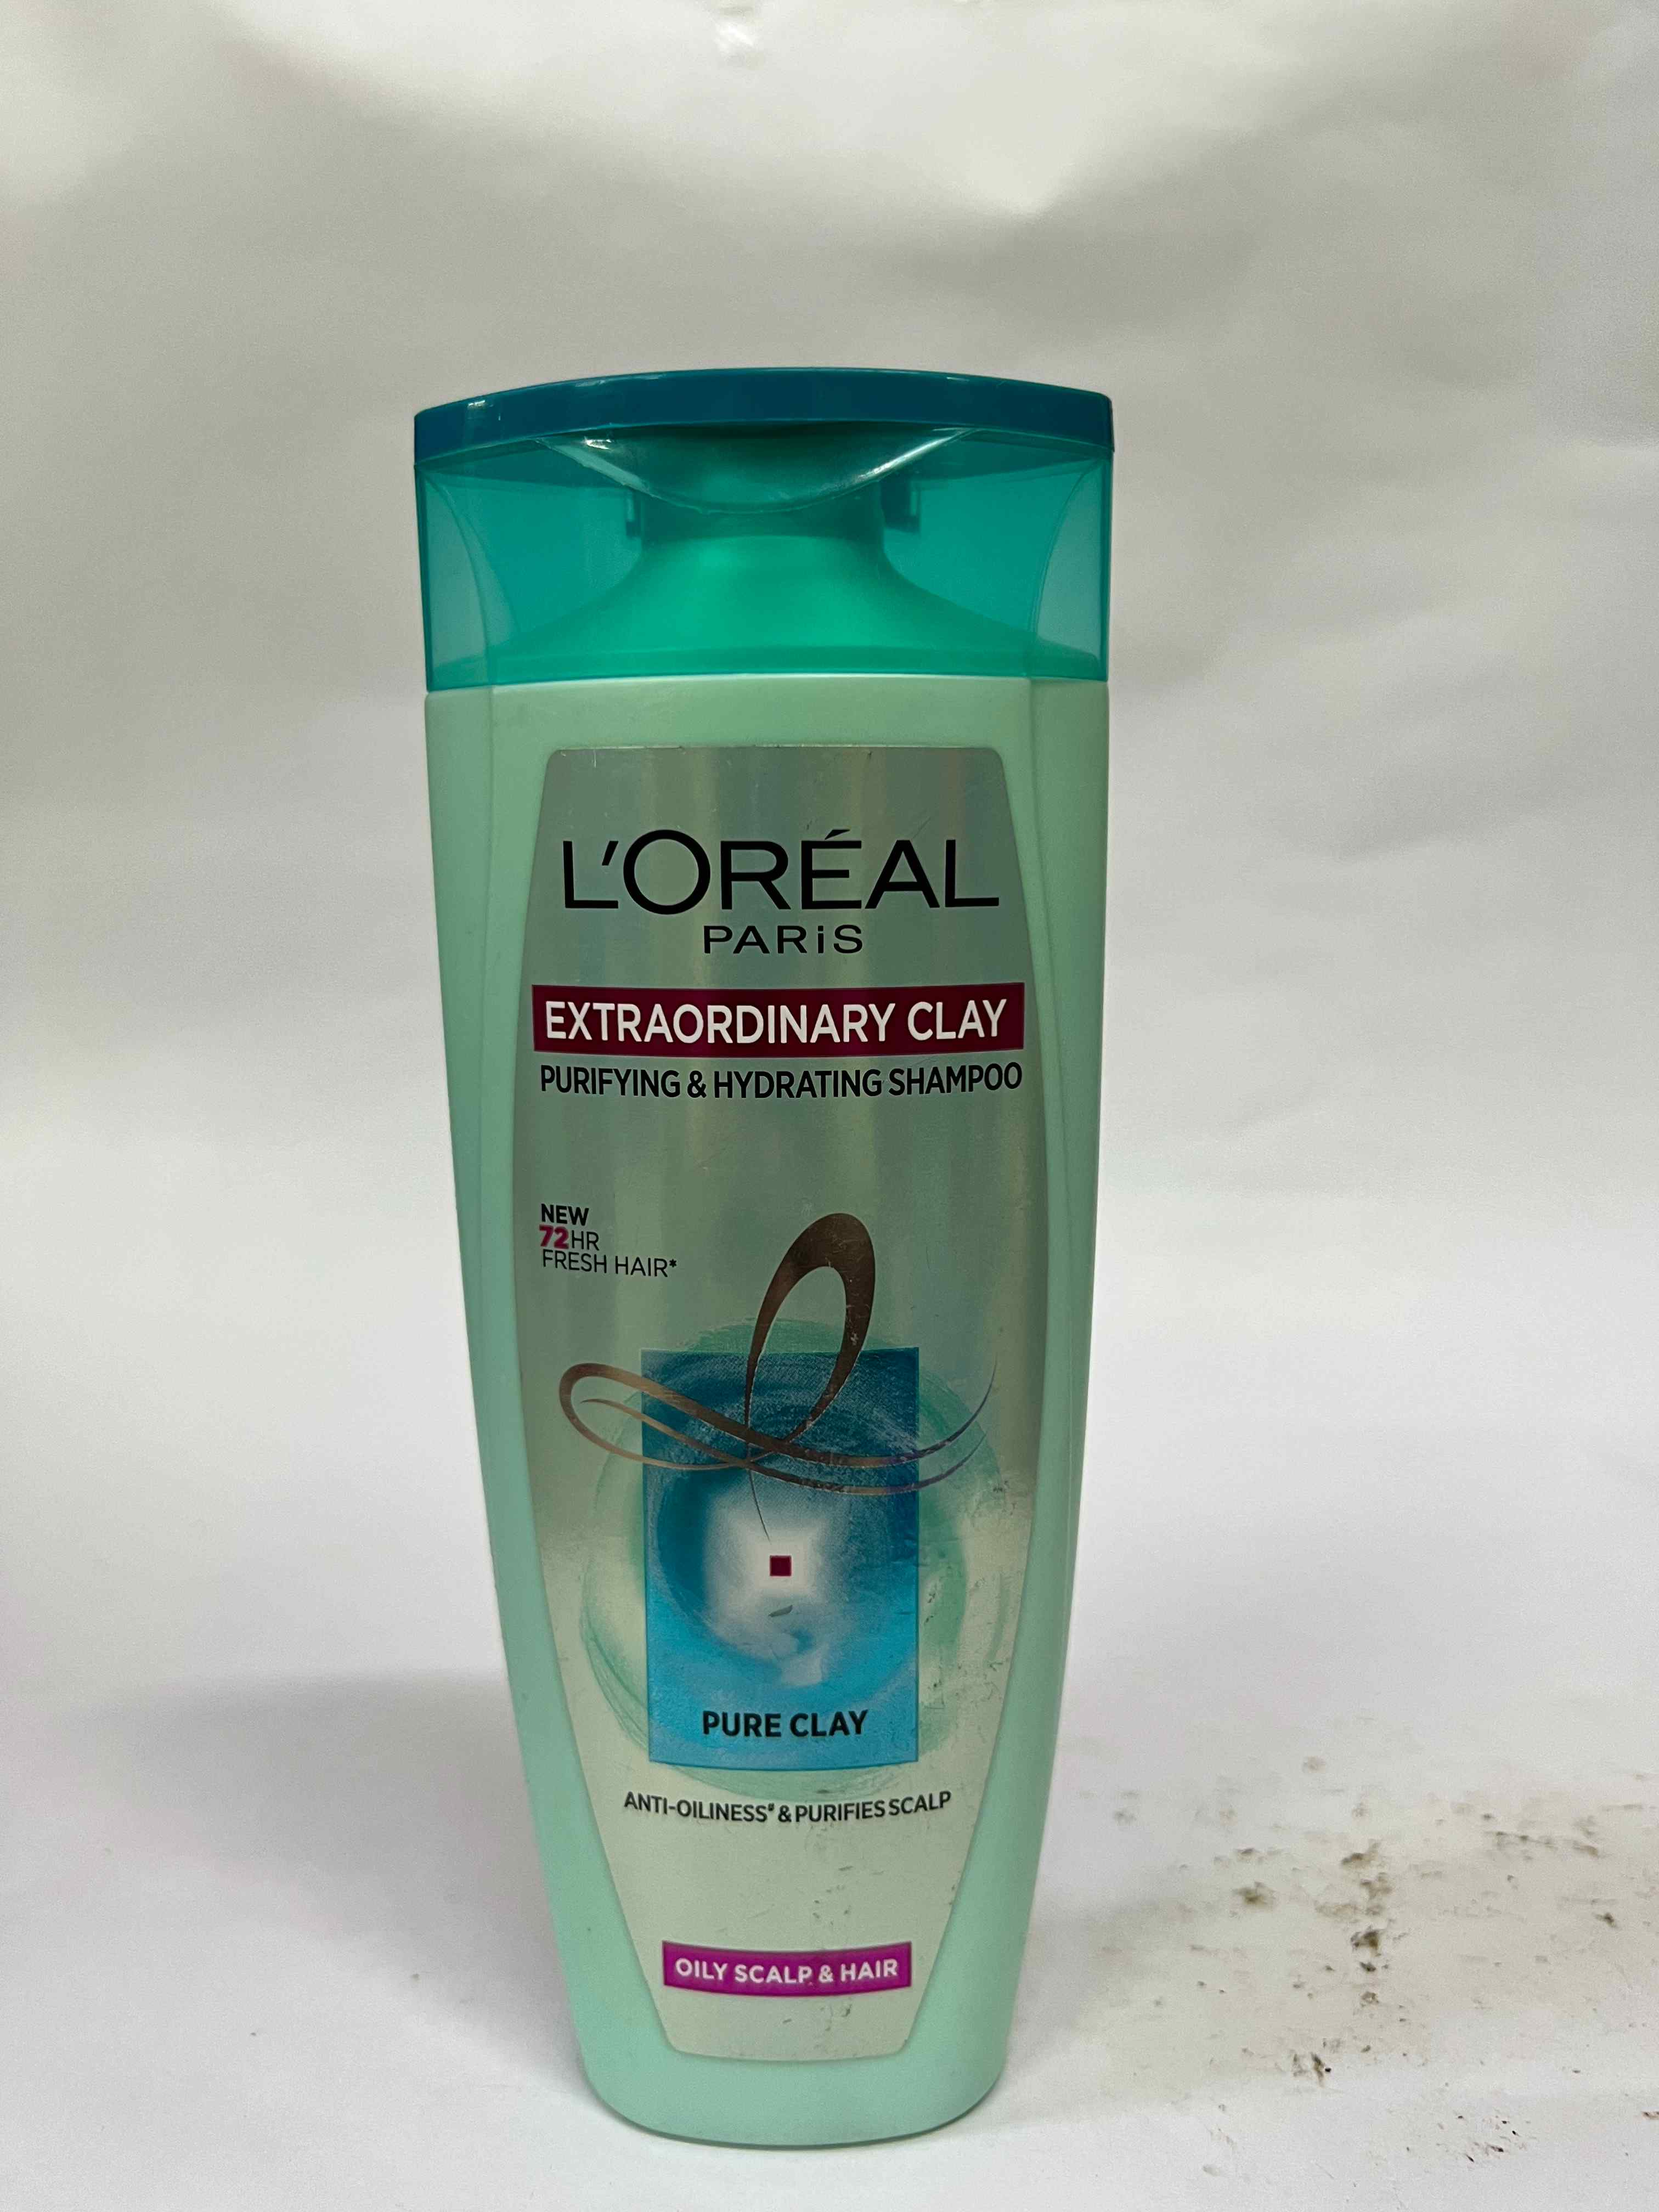 L'ORÉAL
PARiS
EXTRAORDINARY CLAY
PURIFYING & HYDRATING SHAMPOO
NEW
72HR
FRESH HAIR*
PURE CLAY
ANTI-OILINESS# & PURIFIES SCALP
OILY SCALP & HAIR